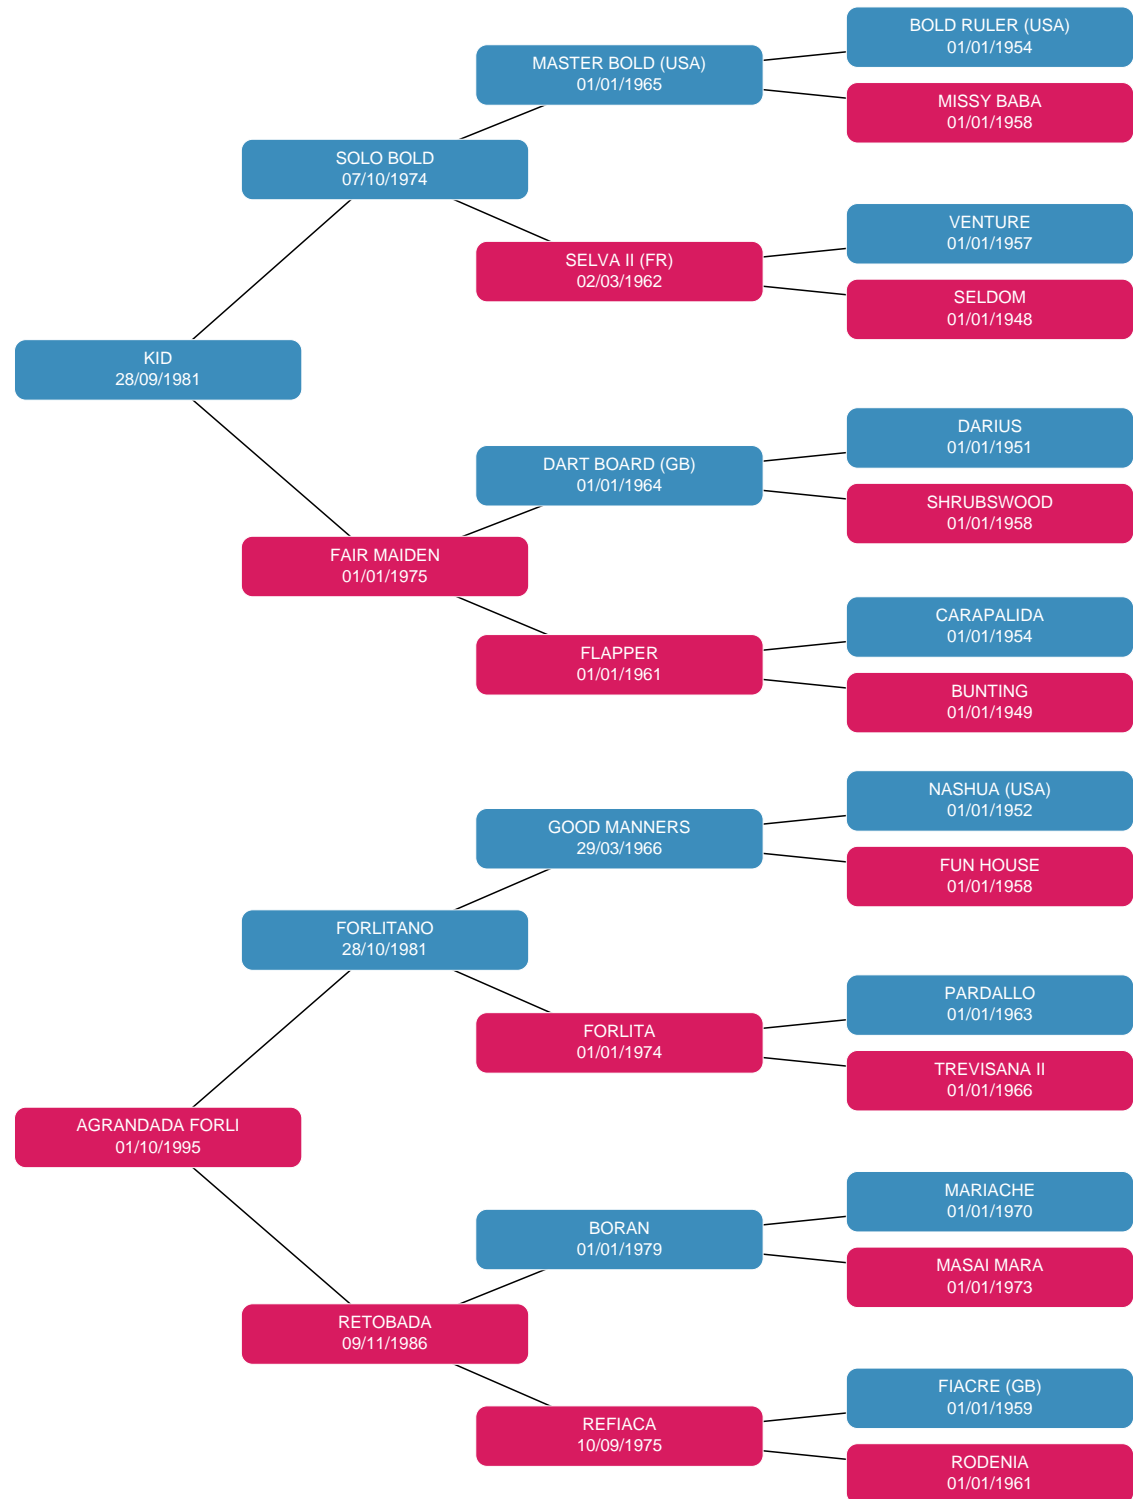 BOLD RULER (USA)
01/01/1954
MASTER BOLD (USA)
01/01/1965
MISSY BABA
01/01/1958
SOLO BOLD
07/10/1974
VENTURE
01/01/1957
SELVA II (FR)
02/03/1962
SELDOM
01/01/1948
KID
28/09/1981
DARIUS
01/01/1951
DART BOARD (GB)
01/01/1964
SHRUBSWOOD
01/01/1958
FAIR MAIDEN
01/01/1975
CARAPALIDA
01/01/1954
FLAPPER
01/01/1961
BUNTING
01/01/1949
NASHUA (USA)
01/01/1952
GOOD MANNERS
29/03/1966
FUN HOUSE
01/01/1958
FORLITANO
28/10/1981
PARDALLO
01/01/1963
FORLITA
01/01/1974
TREVISANA II
01/01/1966
AGRANDADA FORLI
01/10/1995
MARIACHE
01/01/1970
BORAN
01/01/1979
MASAI MARA
01/01/1973
RETOBADA
09/11/1986
FIACRE (GB)
01/01/1959
REFIACA
10/09/1975
RODENIA
01/01/1961